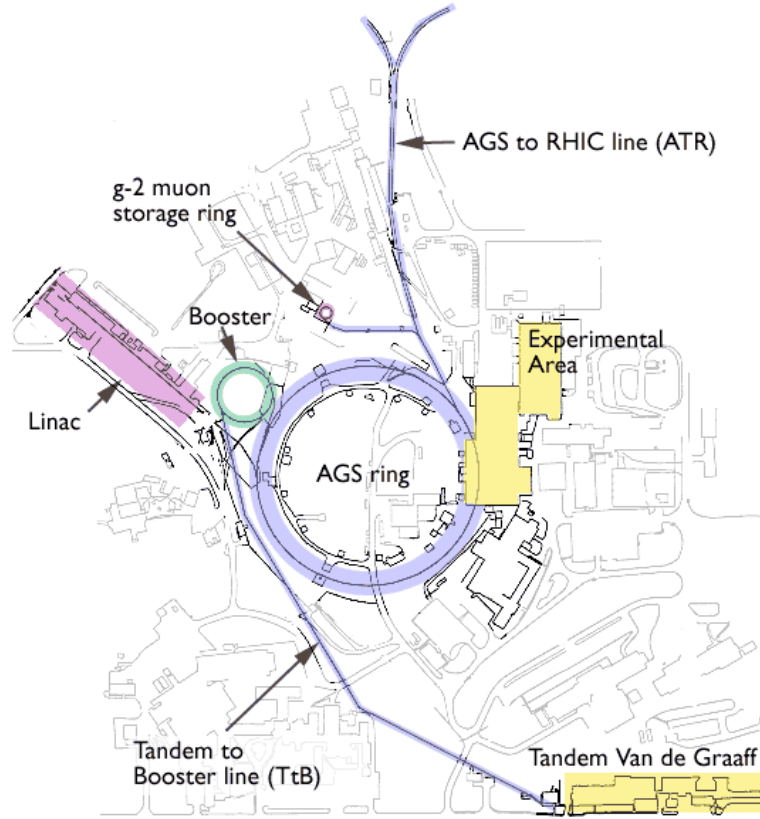 AGS to RHIC line (ATR)
g-2 muon
storage ring
Booster
Experimental
Area
Linac
AGS ring
Tandem to
Booster line (TtB)
Tandem Van de Graaff